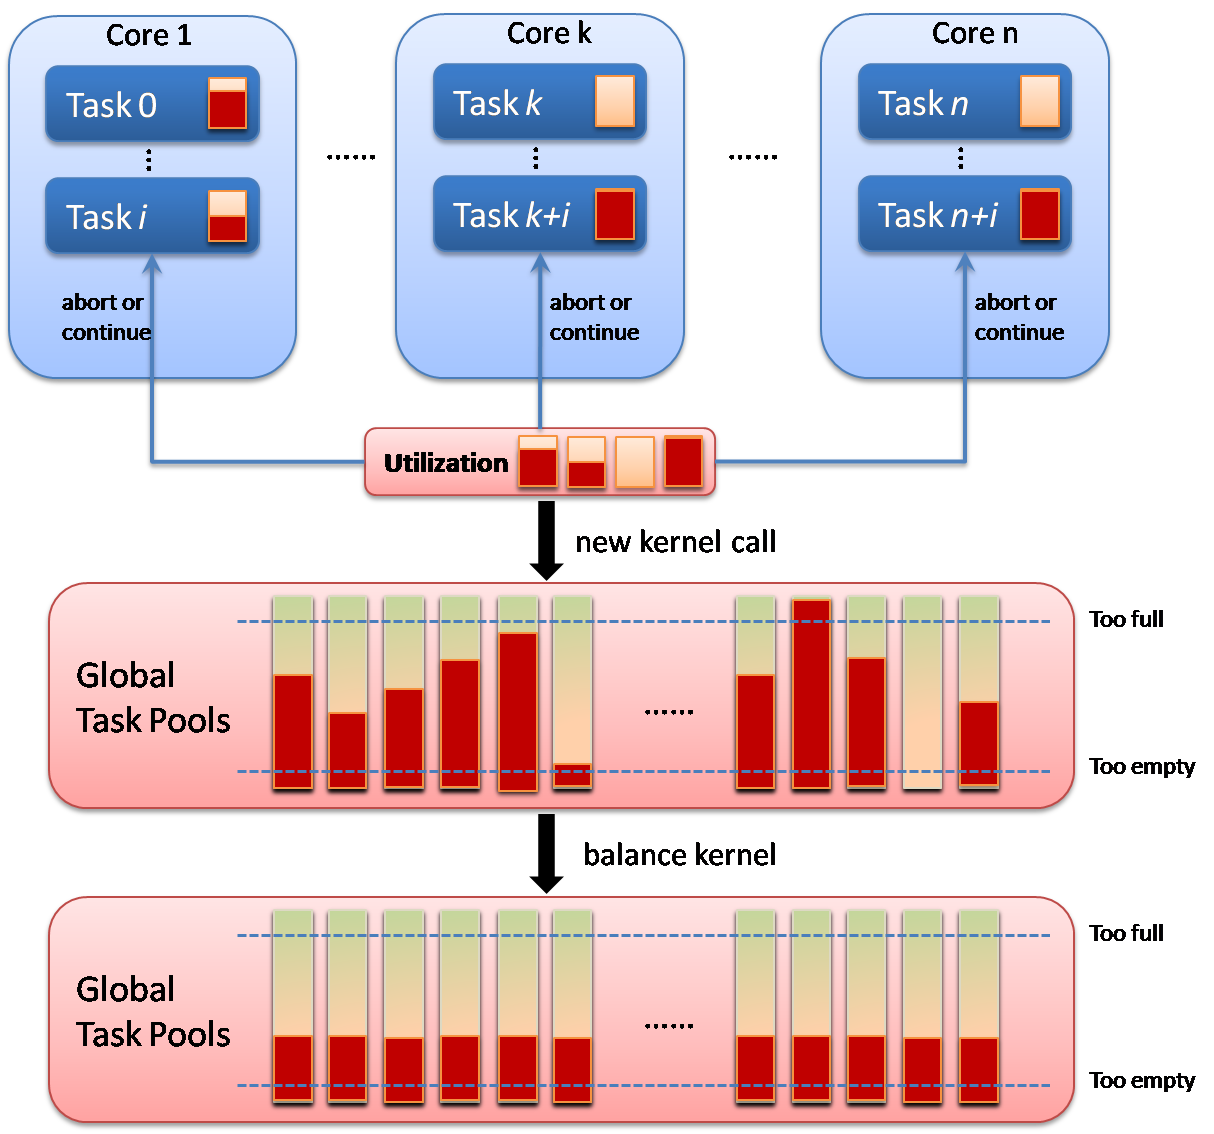 Core 1
Core k
Core n
Task 0
Task k
Task n
......
......
Task i
Task k+i
Task n+i
abort or
continue
abort or
continue
abort or
continue
Utilization
new kernel call
Too full
Global
Task Pools
......
Too empty
balance kernel
Too full
Global
Task Pools
......
Too empty